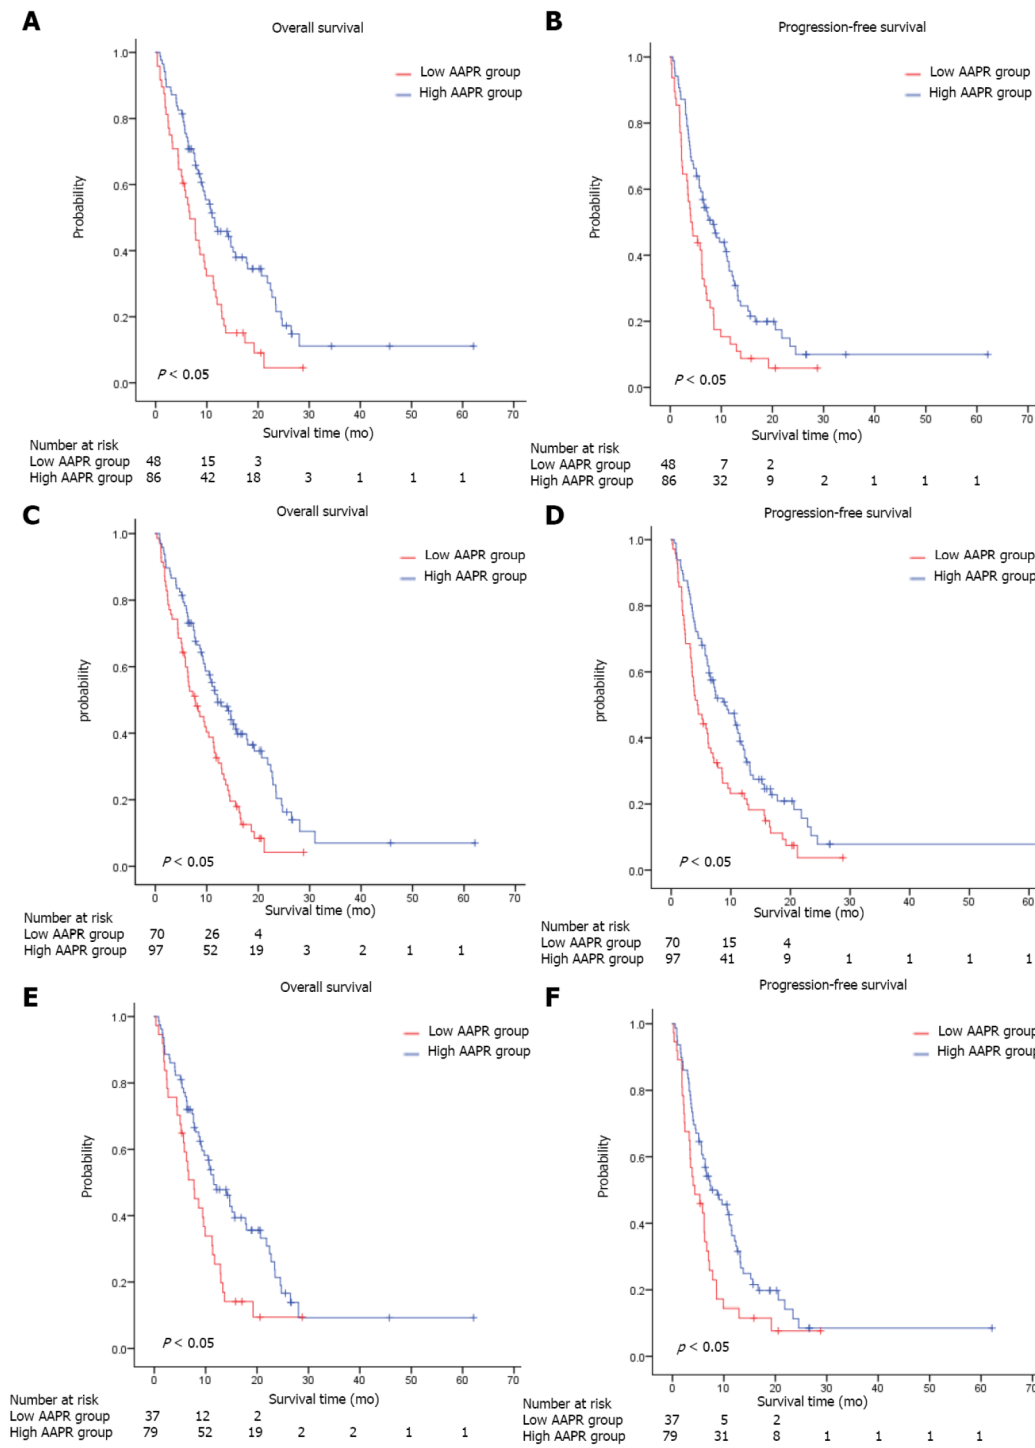 A
Overall survival
1.0
0.8
0.6
0.4
0.2
0.0
Probability
Low AAPR group
High AAPR group
P < 0.05
0 10 20 30 40 50 60 70
Survival time (mo)
Number at risk
Low AAPR group 48 15 3
High AAPR group 86 42 18 3 1 1 1
B
Progression-free survival
1.0
0.8
0.6
0.4
0.2
0.0
Probability
Low AAPR group
High AAPR group
P < 0.05
0 10 20 30 40 50 60 70
Survival time (mo)
Number at risk
Low AAPR group 48 7 2
High AAPR group 86 32 9 2 1 1 1
C
Overall survival
1.0
0.8
0.6
0.4
0.2
0.0
probability
Low AAPR group
High AAPR group
P < 0.05
0 10 20 30 40 50 60 70
Survival time (mo)
Number at risk
Low AAPR group 70 26 4
High AAPR group 97 52 19 3 2 1 1
D
Progression-free survival
1.0
0.8
0.6
0.4
0.2
0.0
Probability
Low AAPR group
High AAPR group
P < 0.05
0 10 20 30 40 50 60
Survival time (mo)
Number at risk
Low AAPR group 70 15 4
High AAPR group 97 41 9 1 1 1 1
E
Overall survival
1.0
0.8
0.6
0.4
0.2
0.0
Probability
Low AAPR group
High AAPR group
P < 0.05
0 10 20 30 40 50 60 70
Survival time (mo)
Number at risk
Low AAPR group 37 12 2
High AAPR group 79 52 19 2 2 1 1
F
Progression-free survival
1.0
0.8
0.6
0.4
0.2
0.0
Probability
Low AAPR group
High AAPR group
p < 0.05
0 10 20 30 40 50 60 70
Survival time (mo)
Number at risk
Low AAPR group 37 5 2
High AAPR group 79 31 8 1 1 1 1